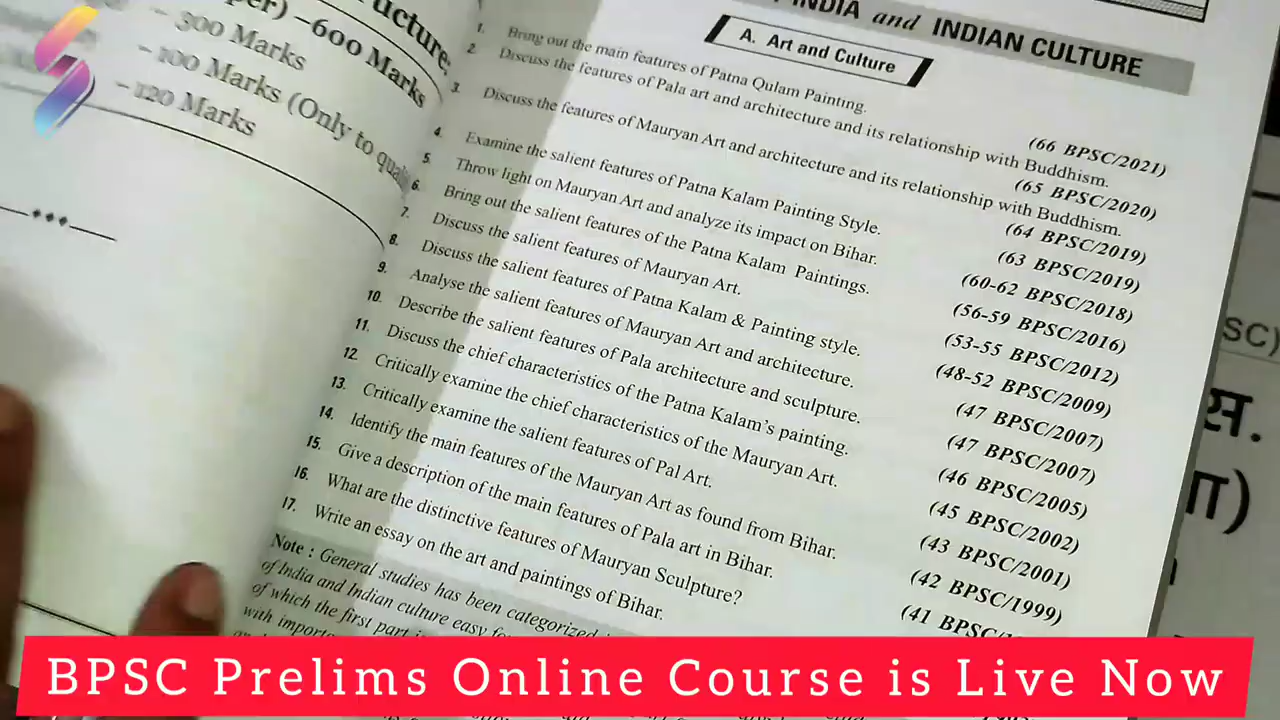 ructure:
per) –600 Marks
– 300 Marks
– 100 Marks (Only to qual
– 120 Marks
INDIA and INDIAN CULTURE
A. Art and Culture
1. Bring out the main features of Patna Qulam Painting.
(66 BPSC/2021)
2. Discuss the features of Pala art and architecture and its relationship with Buddhism.
(65 BPSC/2020)
3. Discuss the features of Mauryan Art and architecture and its relationship with Buddhism.
(64 BPSC/2019)
4. Examine the salient features of Patna Kalam Painting Style.
(63 BPSC/2019)
5. Throw light on Mauryan Art and analyze its impact on Bihar.
(60-62 BPSC/2018)
6. Bring out the salient features of the Patna Kalam Paintings.
(56-59 BPSC/2016)
7. Discuss the salient features of Mauryan Art.
(53-55 BPSC/2012)
8. Discuss the salient features of Patna Kalam & Painting style.
(48-52 BPSC/2009)
9. Analyse the salient features of Mauryan Art and architecture.
(47 BPSC/2007)
10. Describe the salient features of Pala architecture and sculpture.
(47 BPSC/2007)
11. Discuss the chief characteristics of the Patna Kalam's painting.
(46 BPSC/2005)
12. Critically examine the chief characteristics of the Mauryan Art.
(45 BPSC/2002)
13. Critically examine the salient features of Pal Art.
(43 BPSC/2001)
14. Identify the main features of the Mauryan Art as found from Bihar.
(42 BPSC/1999)
15. Give a description of the main features of Pala art in Bihar.
(41 BPSC/
16. What are the distinctive features of Mauryan Sculpture?
17. Write an essay on the art and paintings of Bihar.
Note : General studies has been categorized
of India and Indian culture easy
of which the first part
with
SC)
स.
BPSC Prelims Online Course is Live Now